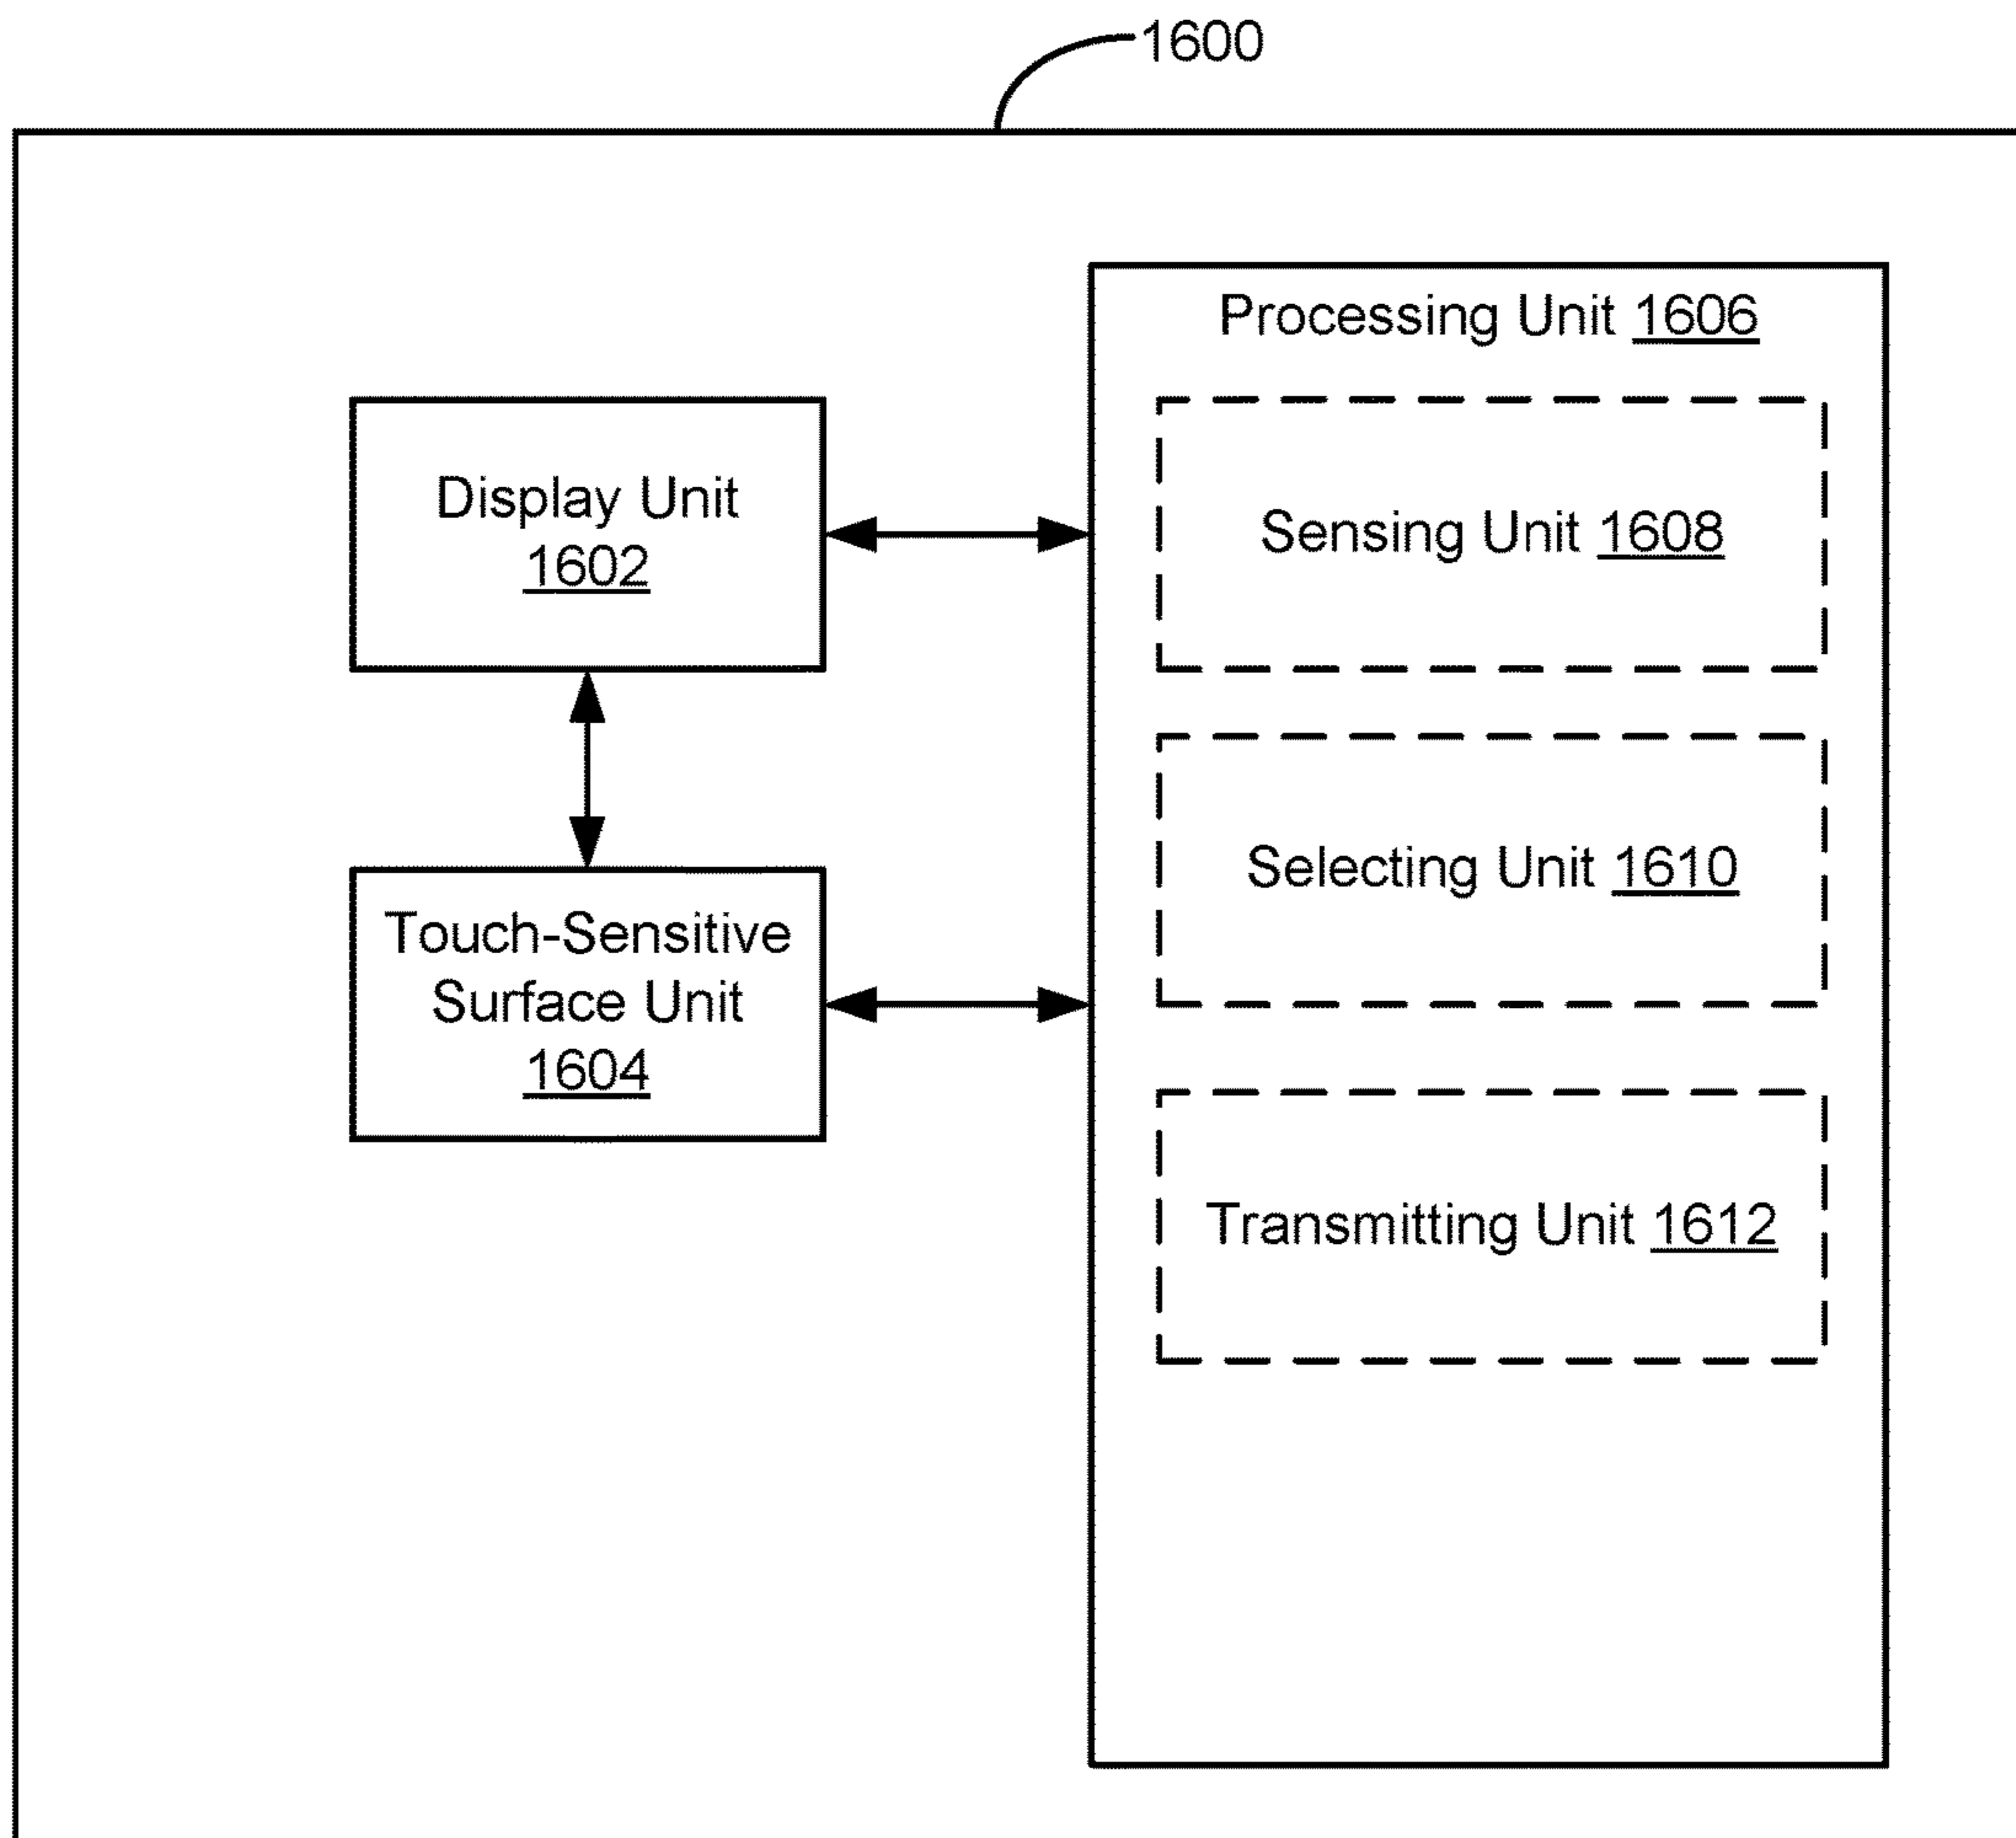 1600
Processing Unit 1606
Display Unit
1602
Sensing Unit 1608
Selecting Unit 1610
Touch-Sensitive
Surface Unit
1604
Transmitting Unit 1612